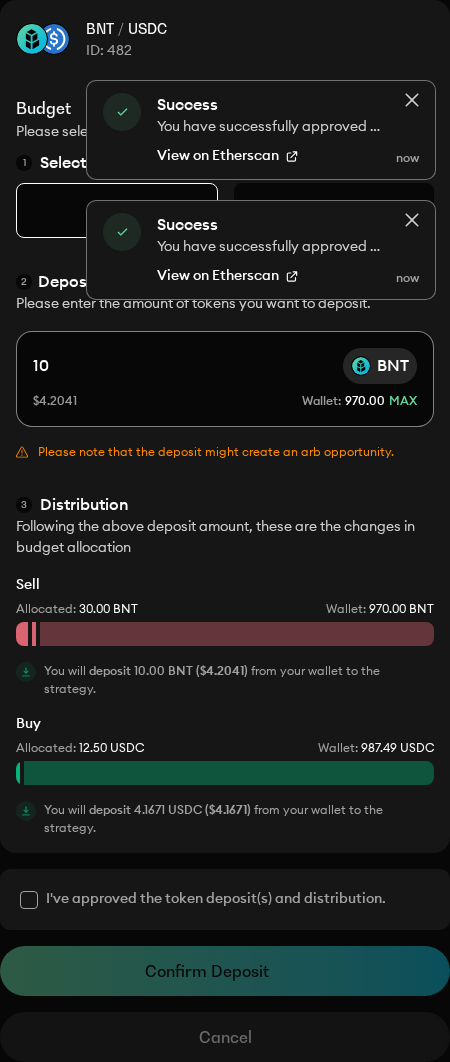 BNT / USDC
ID: 482
Budget
Please sele
1 Select
Success
You have successfully approved ...
View on Etherscan
now
Success
You have successfully approved ...
View on Etherscan
now
2 Depos
Please enter the amount of tokens you want to deposit.
10
BNT
$4.2041
Wallet: 970.00 MAX
Please note that the deposit might create an arb opportunity.
3 Distribution
Following the above deposit amount, these are the changes in
budget allocation
Sell
Allocated: 30.00 BNT
Wallet: 970.00 BNT
You will deposit 10.00 BNT ($4.2041) from your wallet to the
strategy.
Buy
Allocated: 12.50 USDC
Wallet: 987.49 USDC
You will deposit 4.1671 USDC ($4.1671) from your wallet to the
strategy.
I've approved the token deposit(s) and distribution.
Confirm Deposit
Cancel